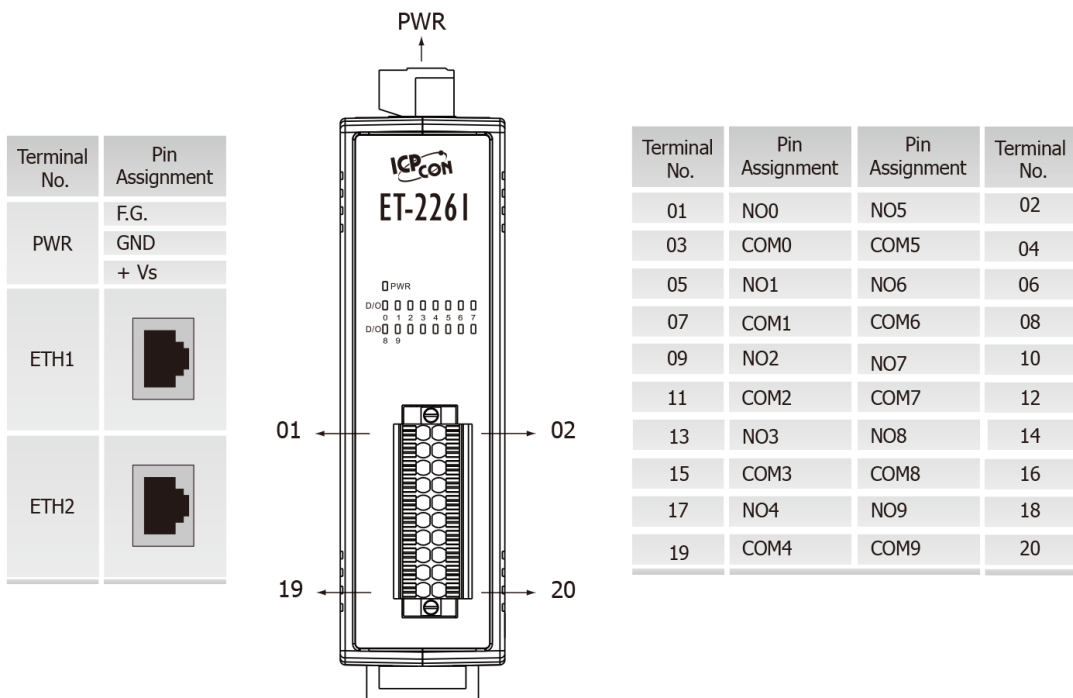 PWR
Terminal No.
Pin Assignment
PWR
F.G.
GND
+ Vs
ETH1
ETH2
ICP CON
ET-2261
PWR
D/O
0 1 2 3 4 5 6 7
D/O
8 9
01
02
19
20
Terminal No. Pin Assignment Pin Assignment Terminal No.
01 NO0 NO5 02
03 COM0 COM5 04
05 NO1 NO6 06
07 COM1 COM6 08
09 NO2 NO7 10
11 COM2 COM7 12
13 NO3 NO8 14
15 COM3 COM8 16
17 NO4 NO9 18
19 COM4 COM9 20